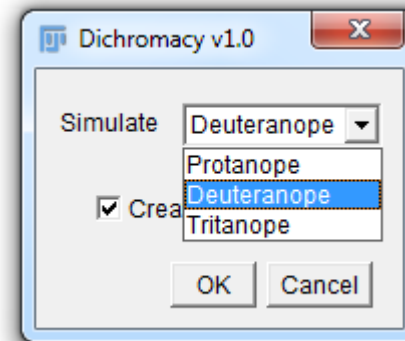 Dichromacy v1.0
Simulate Deuteranope
Protanope
Deuteranope
Crea
Tritanope
OK Cancel